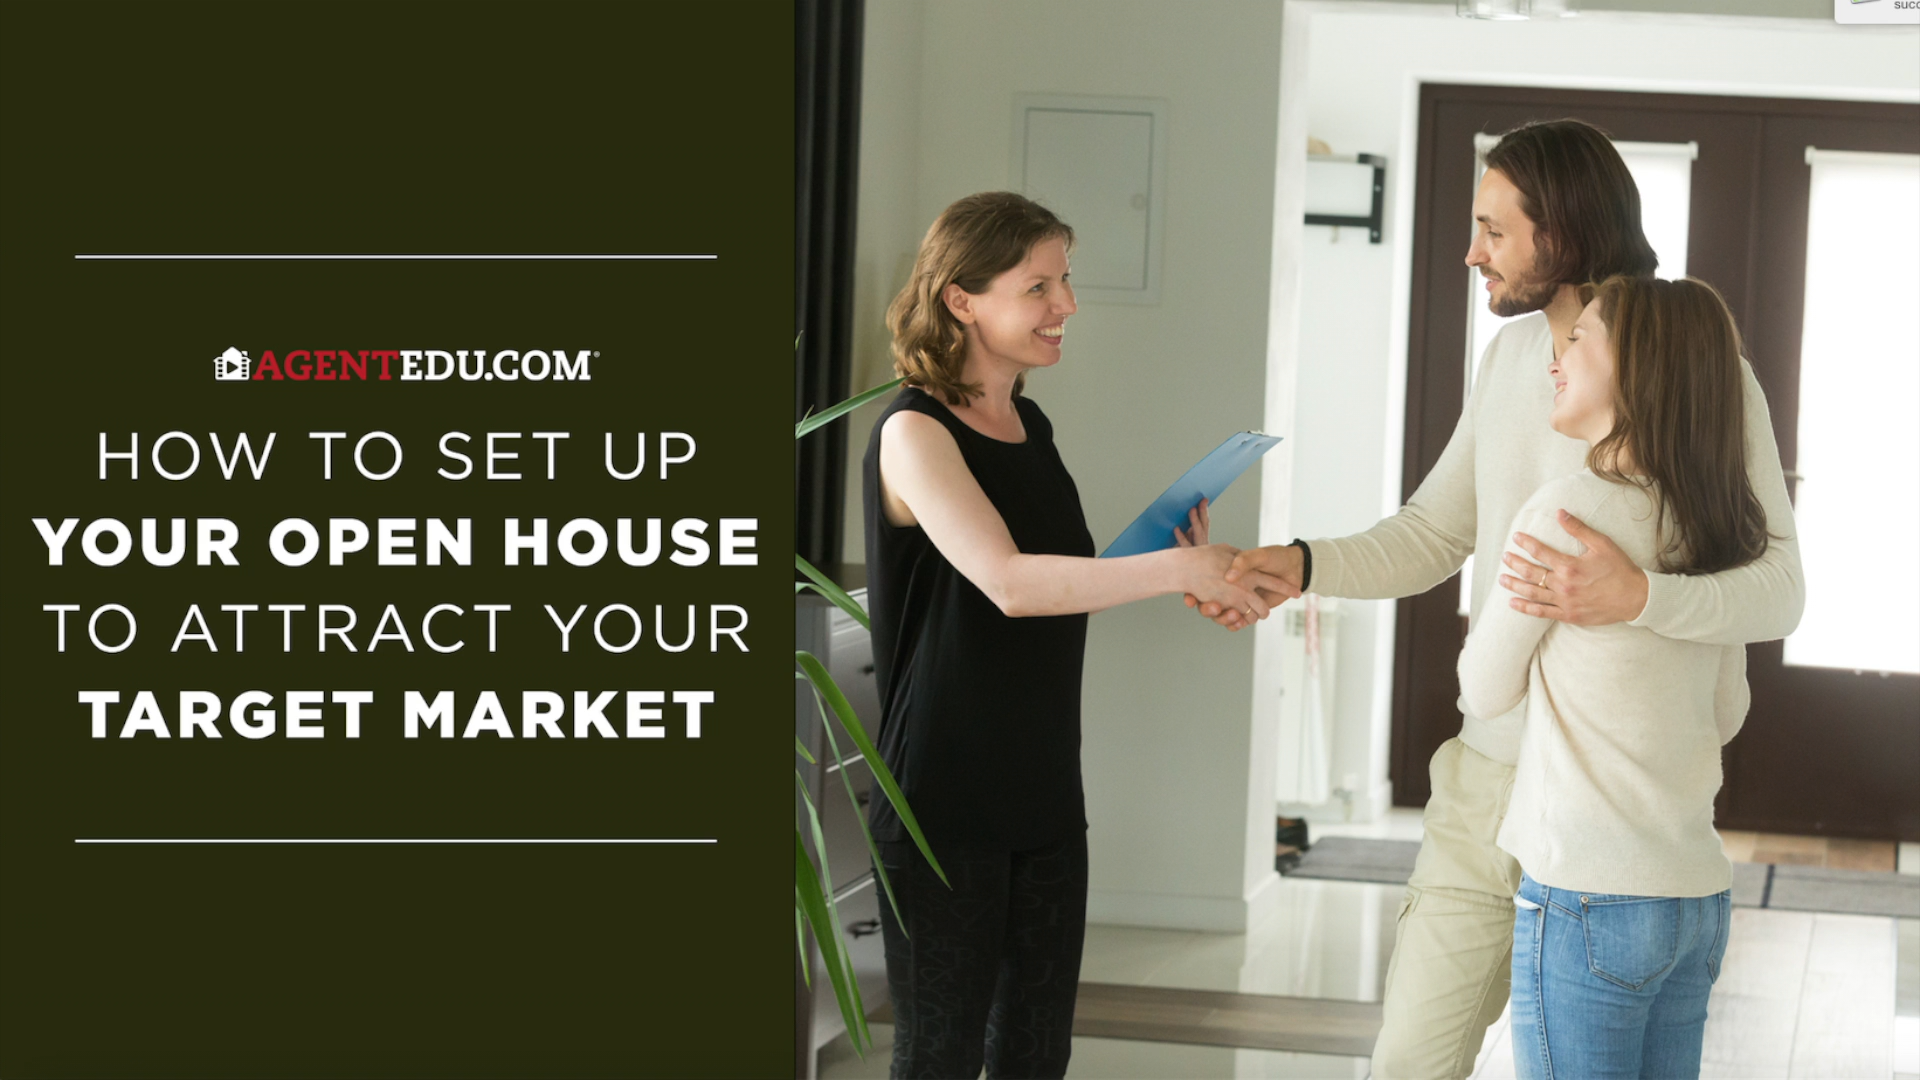 AGENTEDU.COM®
HOW TO SET UP
YOUR OPEN HOUSE
TO ATTRACT YOUR
TARGET MARKET